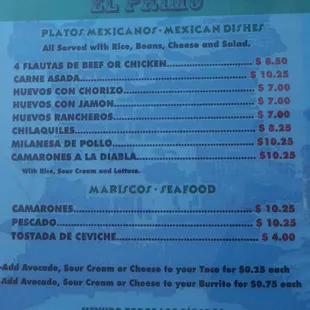 EL PRIMO
PLATOS MEXICANOS · MEXICAN DISHES
All Served with Rice, Beans, Cheese and Salad.
4 FLAUTAS DE BEEF OR CHICKEN $ 8.50
CARNE ASADA $ 10.25
HUEVOS CON CHORIZO $ 7.00
HUEVOS CON JAMON $ 7.00
HUEVOS RANCHEROS $ 7.00
CHILAQUILES $ 8.25
MILANESA DE POLLO $10.25
CAMARONES A LA DIABLA $10.25
With Rice, Sour Cream and Lettuce.
MARISCOS · SEAFOOD
CAMARONES $ 10.25
PESCADO $ 10.25
TOSTADA DE CEVICHE $ 4.00
-Add Avocado, Sour Cream or Cheese to your Taco for $0.25 each
-Add Avocado, Sour Cream or Cheese to your Burrito for $0.75 each